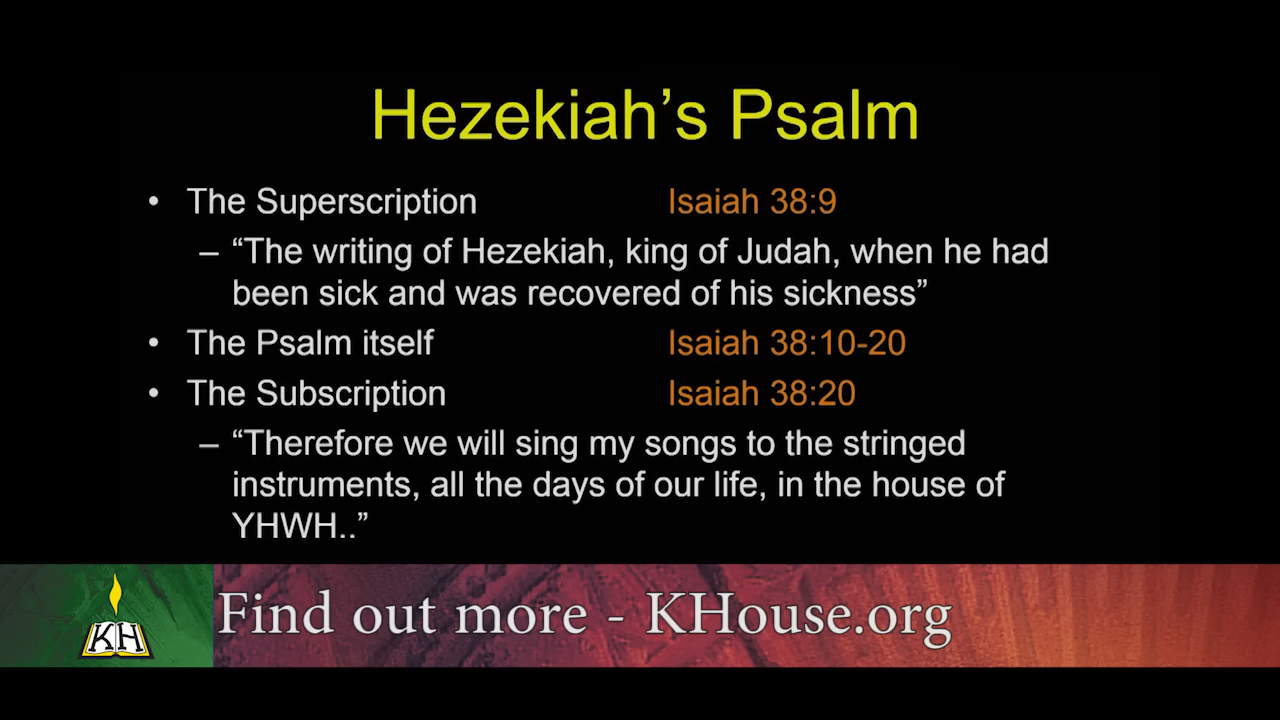 Hezekiah’s Psalm
• The Superscription Isaiah 38:9
– “The writing of Hezekiah, king of Judah, when he had
been sick and was recovered of his sickness”
• The Psalm itself Isaiah 38:10-20
• The Subscription Isaiah 38:20
– “Therefore we will sing my songs to the stringed
instruments, all the days of our life, in the house of
YHWH..”
KH
Find out more - KHouse.org